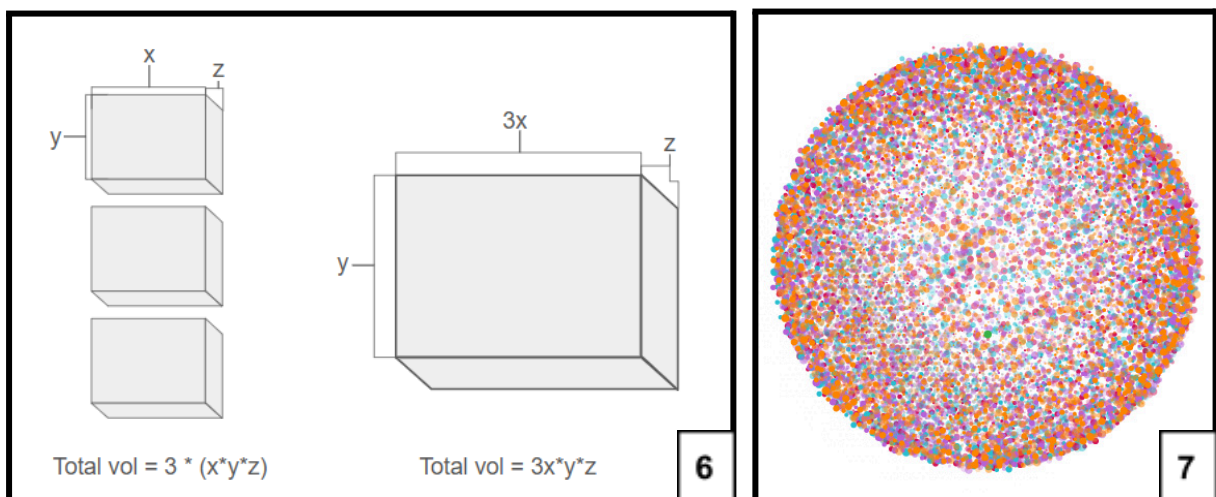 x
z
y
3x
z
y
Total vol = 3 * (x*y*z)
Total vol = 3x*y*z
6
7